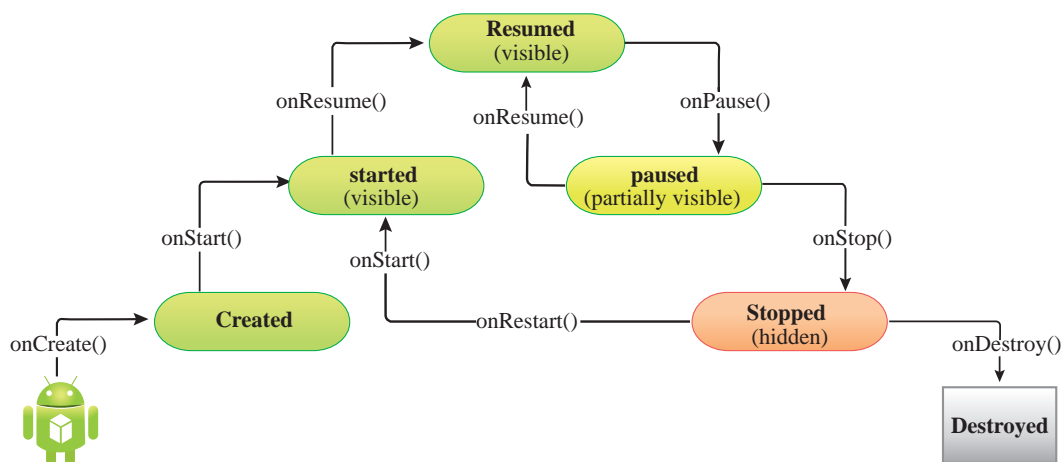 Resumed
(visible)
onResume()
onResume()
onPause()
started
(visible)
paused
(partially visible)
onStart()
onStart()
onStop()
Created
onRestart()
Stopped
(hidden)
onCreate()
onDestroy()
Destroyed